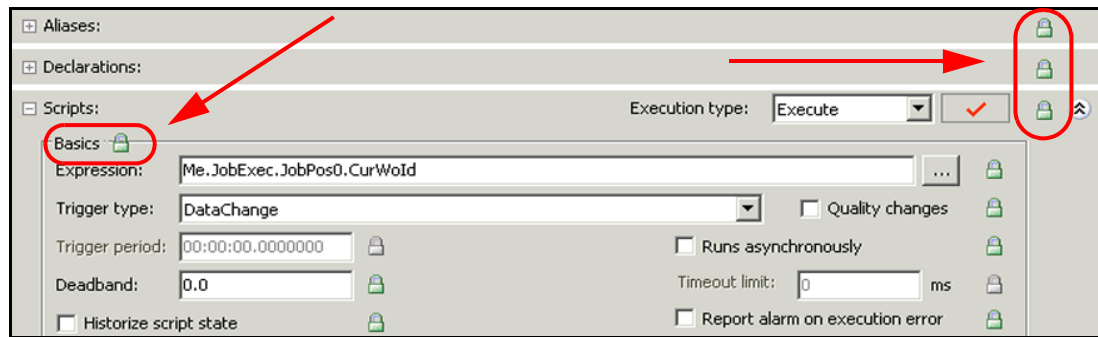 Aliases:
Declarations:
Scripts: Execution type: Execute
Basics
Expression: Me.JobExec.JobPos0.CurWoId ...
Trigger type: DataChange Quality changes
Trigger period: 00:00:00.0000000 Runs asynchronously
Deadband: 0.0 Timeout limit: 0 ms
Historize script state Report alarm on execution error